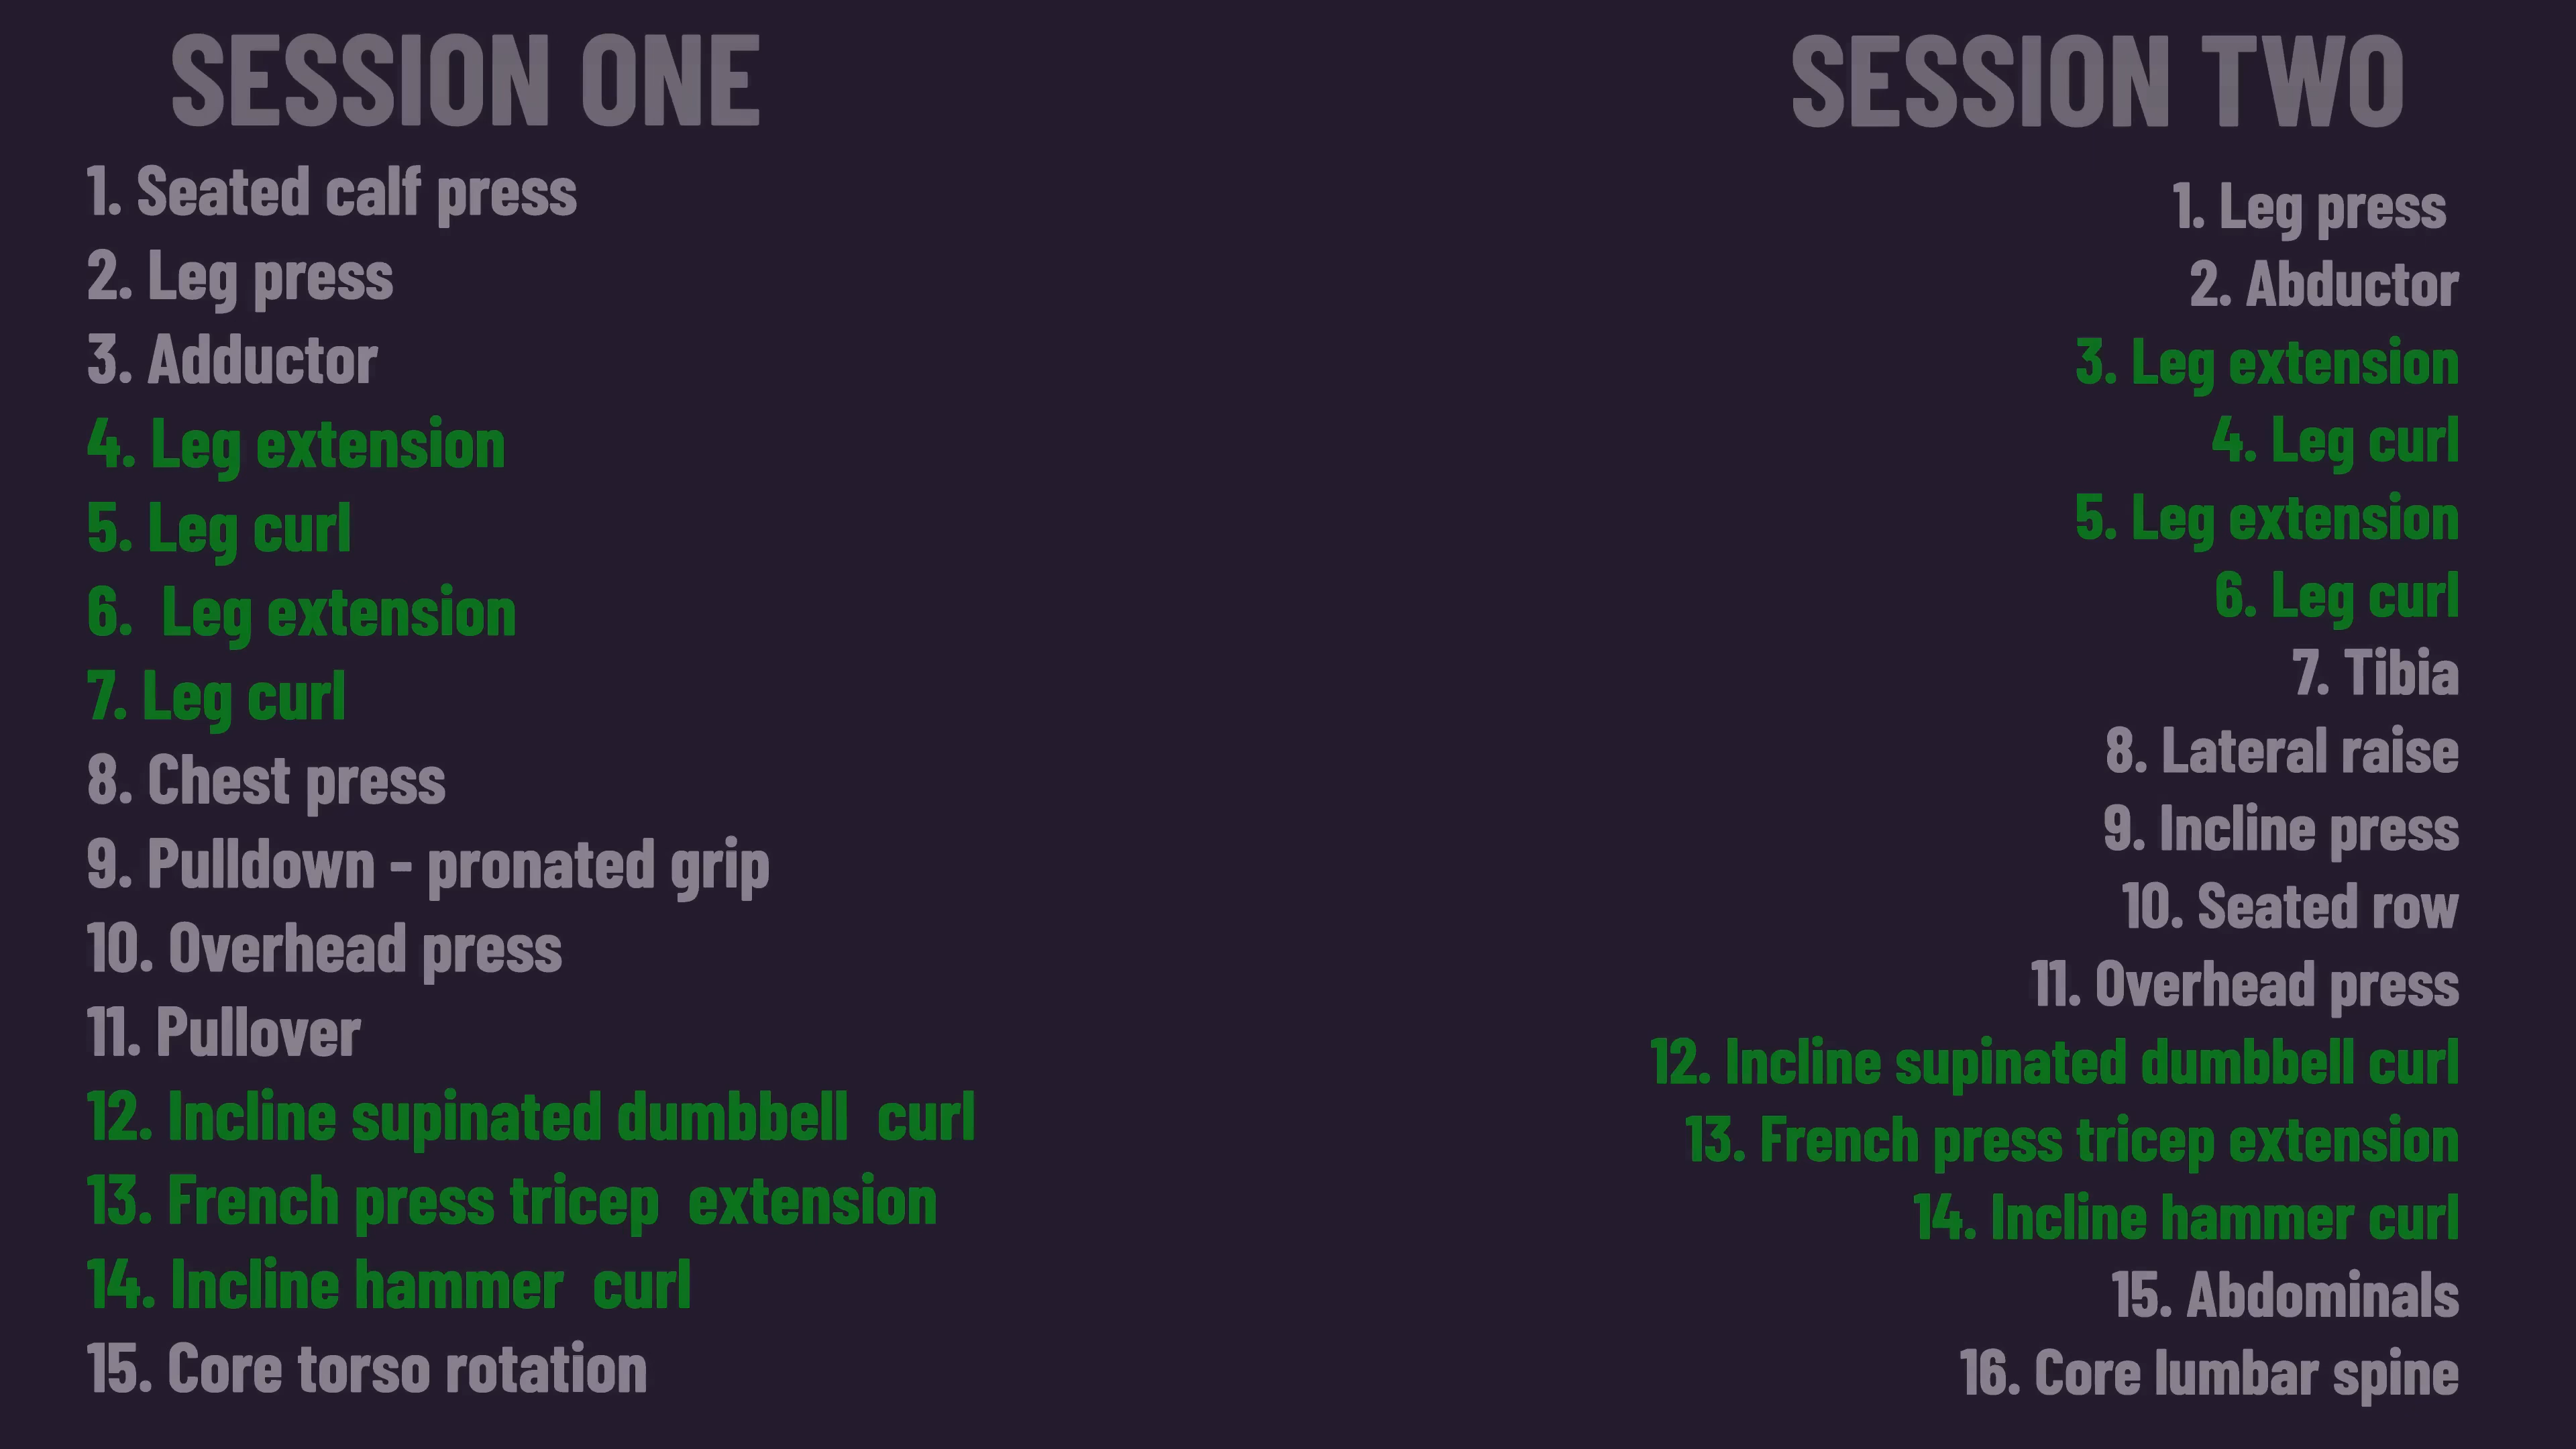 SESSION ONE
1. Seated calf press
2. Leg press
3. Adductor
4. Leg extension
5. Leg curl
6. Leg extension
7. Leg curl
8. Chest press
9. Pulldown - pronated grip
10. Overhead press
11. Pullover
12. Incline supinated dumbbell curl
13. French press tricep extension
14. Incline hammer curl
15. Core torso rotation
SESSION TWO
1. Leg press
2. Abductor
3. Leg extension
4. Leg curl
5. Leg extension
6. Leg curl
7. Tibia
8. Lateral raise
9. Incline press
10. Seated row
11. Overhead press
12. Incline supinated dumbbell curl
13. French press tricep extension
14. Incline hammer curl
15. Abdominals
16. Core lumbar spine